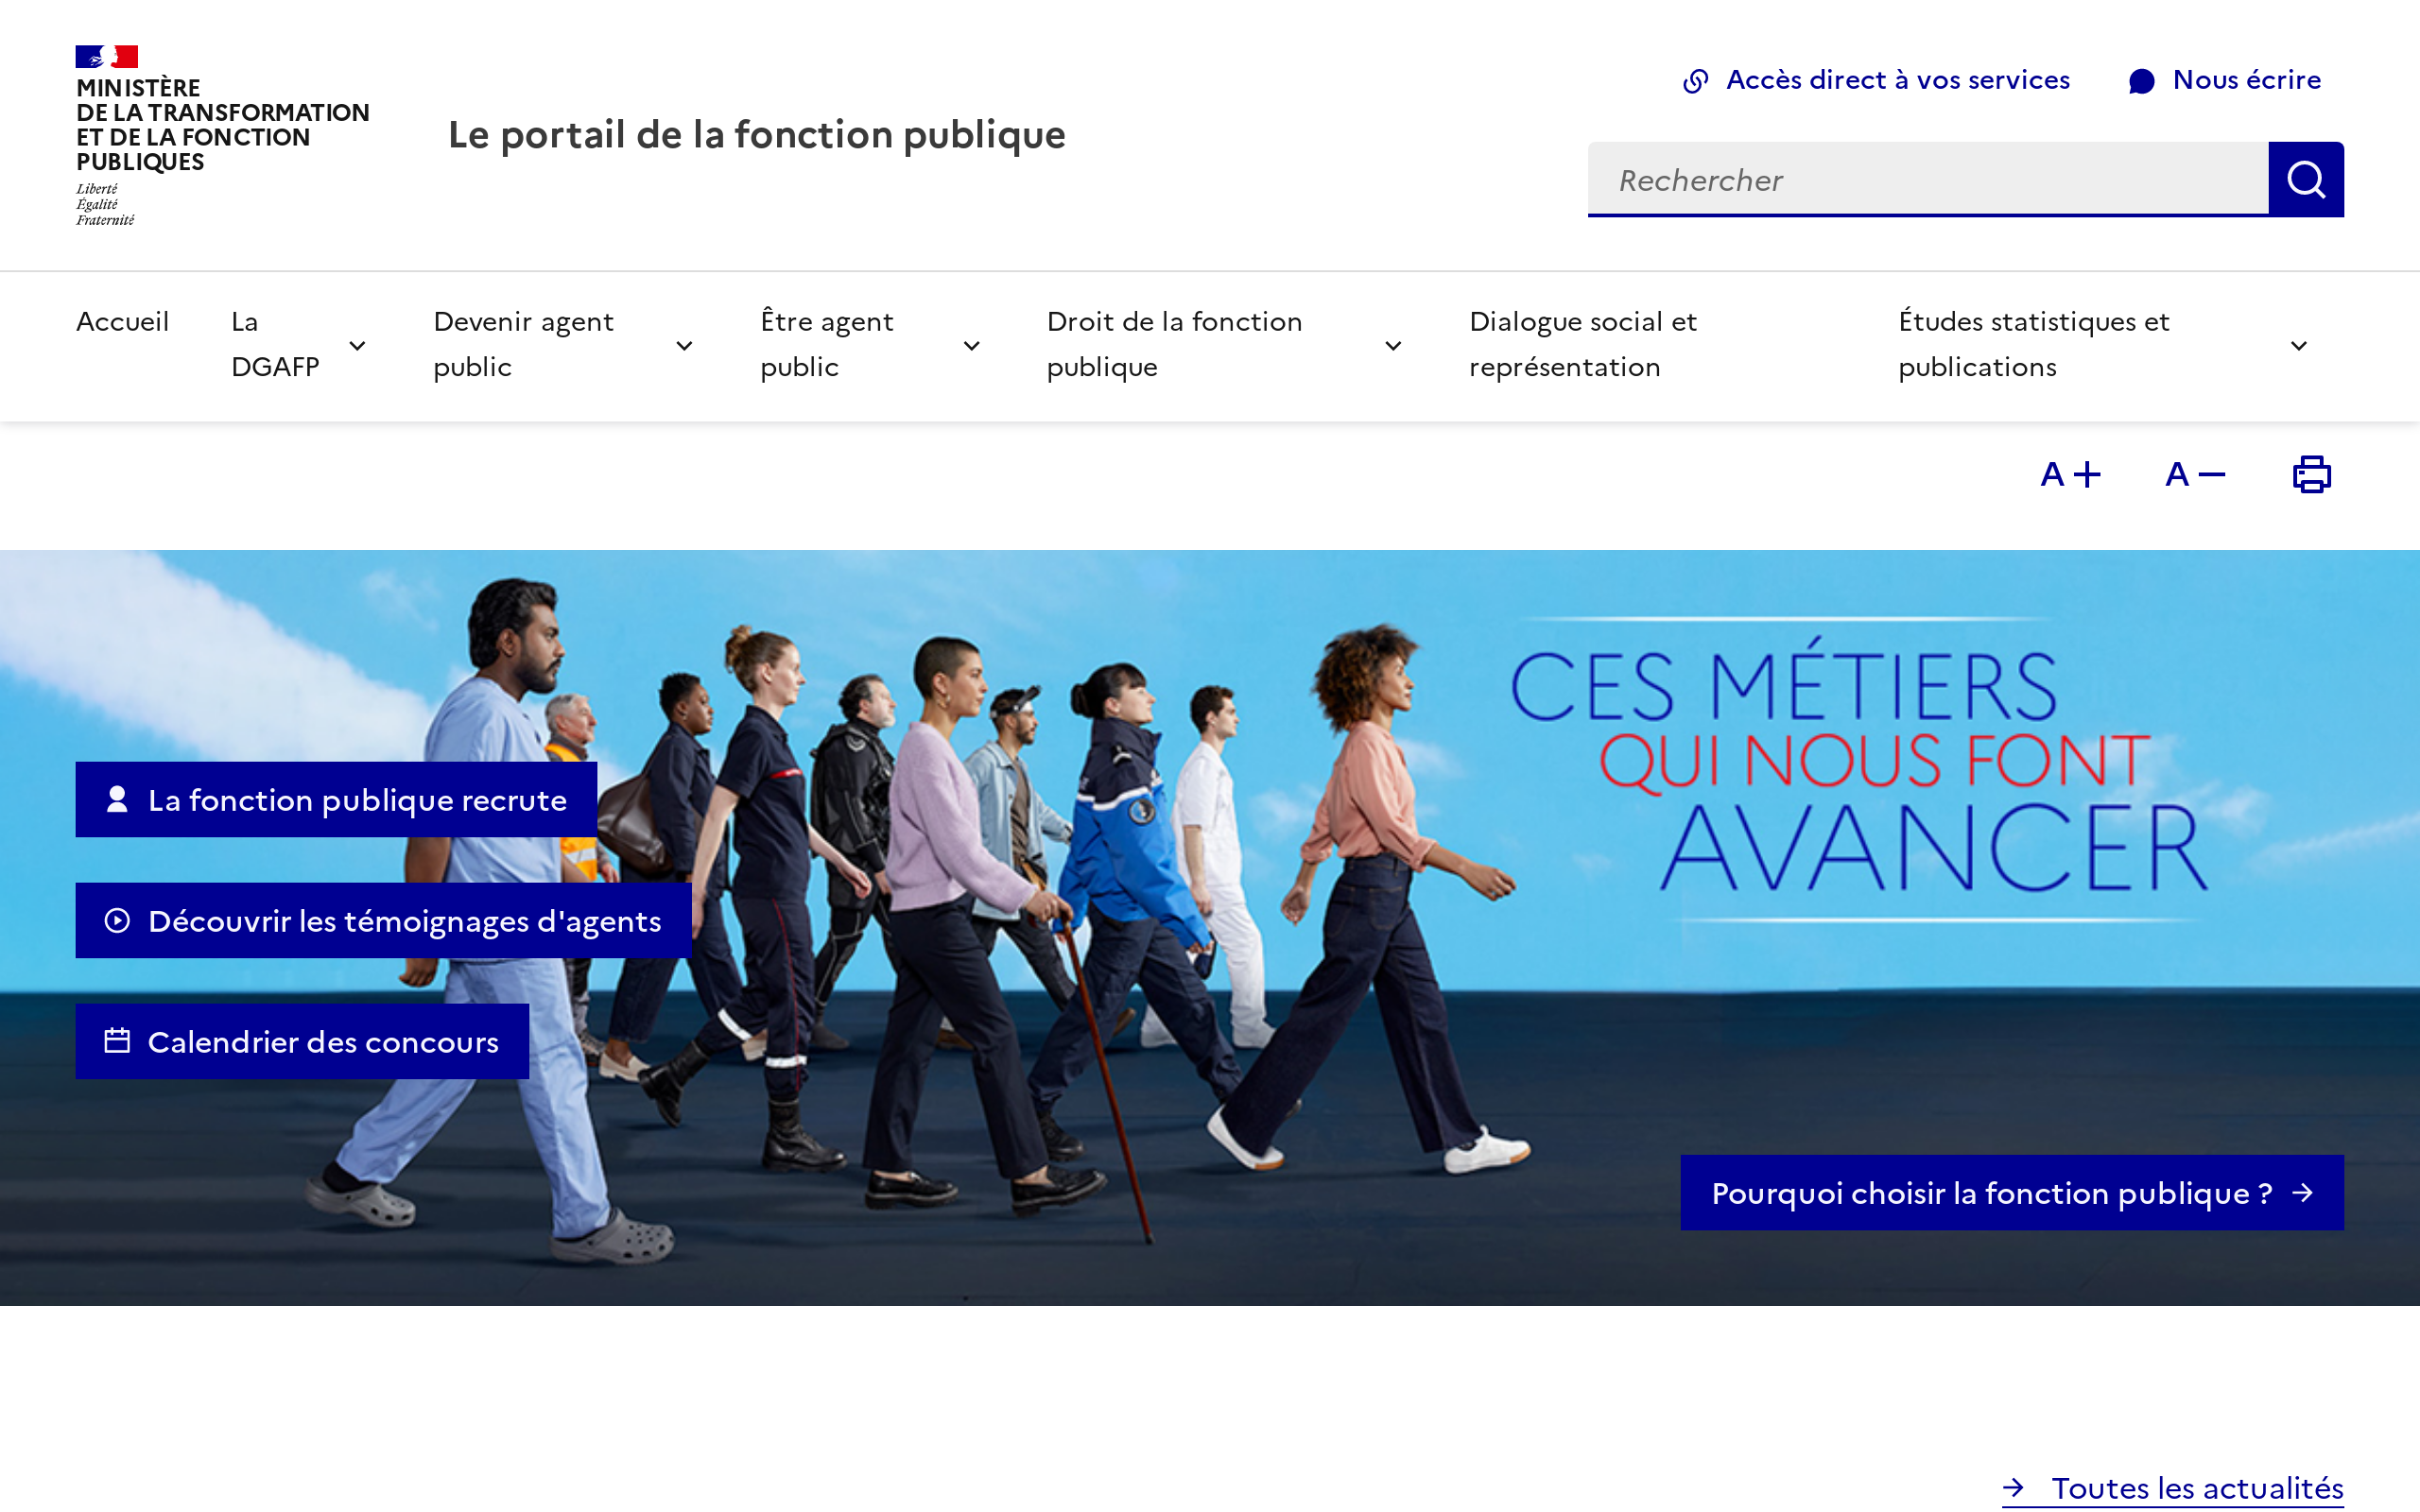 MINISTÈRE
DE LA TRANSFORMATION
ET DE LA FONCTION
PUBLIQUES
Liberté
Égalité
Fraternité
Le portail de la fonction publique
Accès direct à vos services
Nous écrire
Rechercher
Accueil
La
DGAFP
Devenir agent
public
Être agent
public
Droit de la fonction
publique
Dialogue social et
représentation
Études statistiques et
publications
A+
A−
CES MÉTIERS
QUI NOUS FONT
AVANCER
La fonction publique recrute
Découvrir les témoignages d'agents
Calendrier des concours
Pourquoi choisir la fonction publique ?
Toutes les actualités